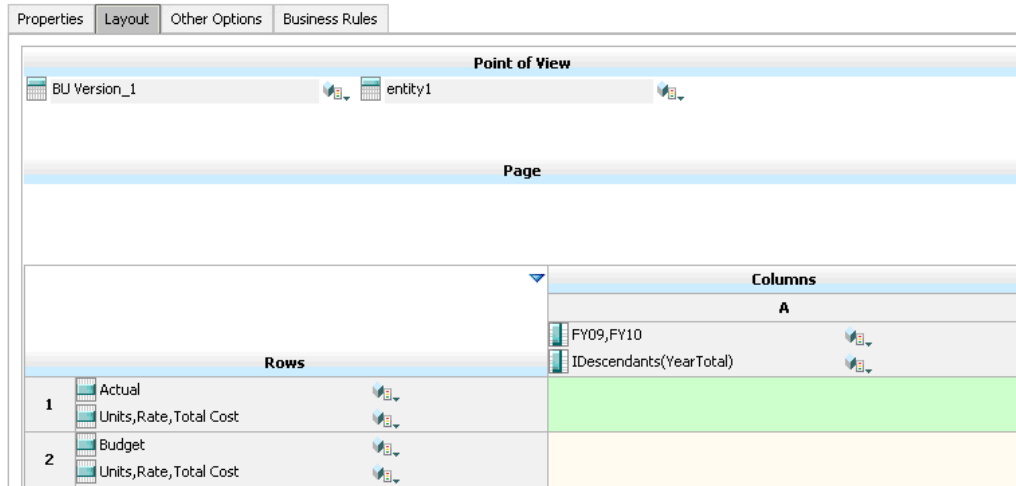 Properties Layout Other Options Business Rules
Point of View
BU Version_1 entity1
Page
Columns
A
FY09,FY10
Rows IDescendants(YearTotal)
1 Actual
Units,Rate,Total Cost
2 Budget
Units,Rate,Total Cost